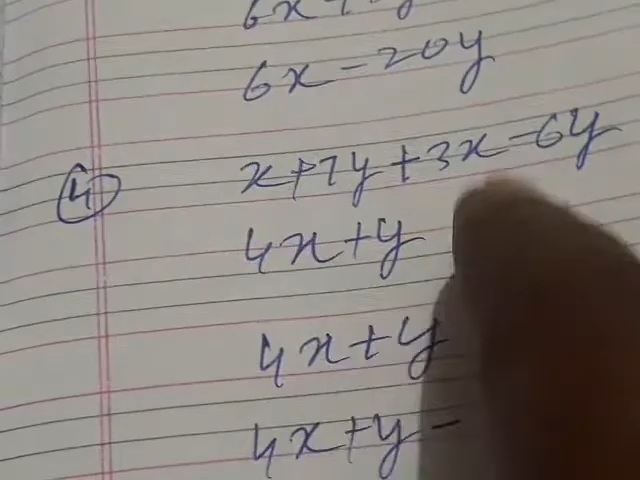 6x - 20y
(4) x + 7y + 3x - 6y
4x + y
4x + y
4x + y -